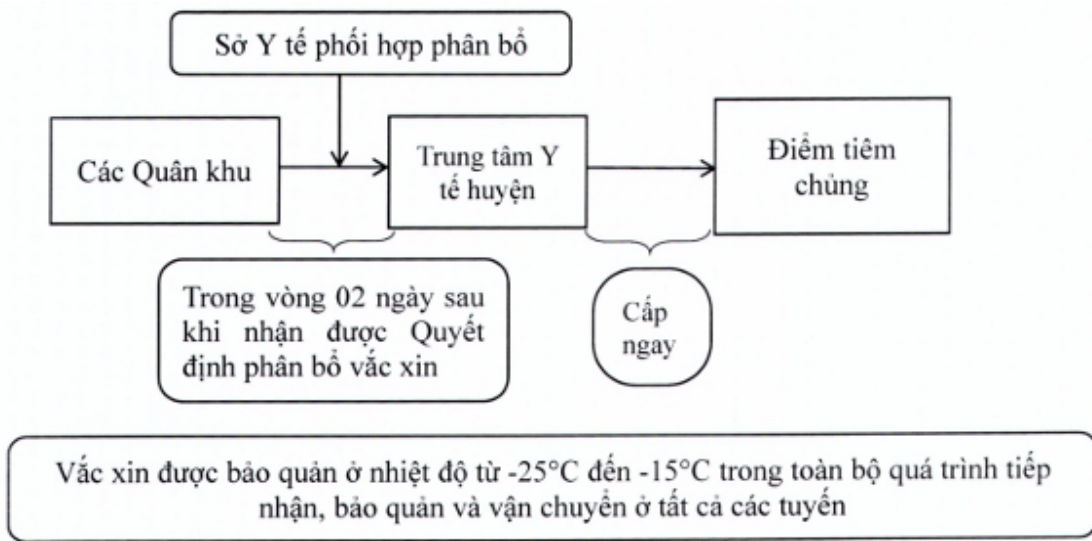 Sở Y tế phối hợp phân bổ
Các Quân khu
Trung tâm Y
tế huyện
Điểm tiêm
chủng
Trong vòng 02 ngày sau
khi nhận được Quyết
định phân bổ vắc xin
Cấp
ngay
Vắc xin được bảo quản ở nhiệt độ từ -25°C đến -15°C trong toàn bộ quá trình tiếp
nhận, bảo quản và vận chuyển ở tất cả các tuyến